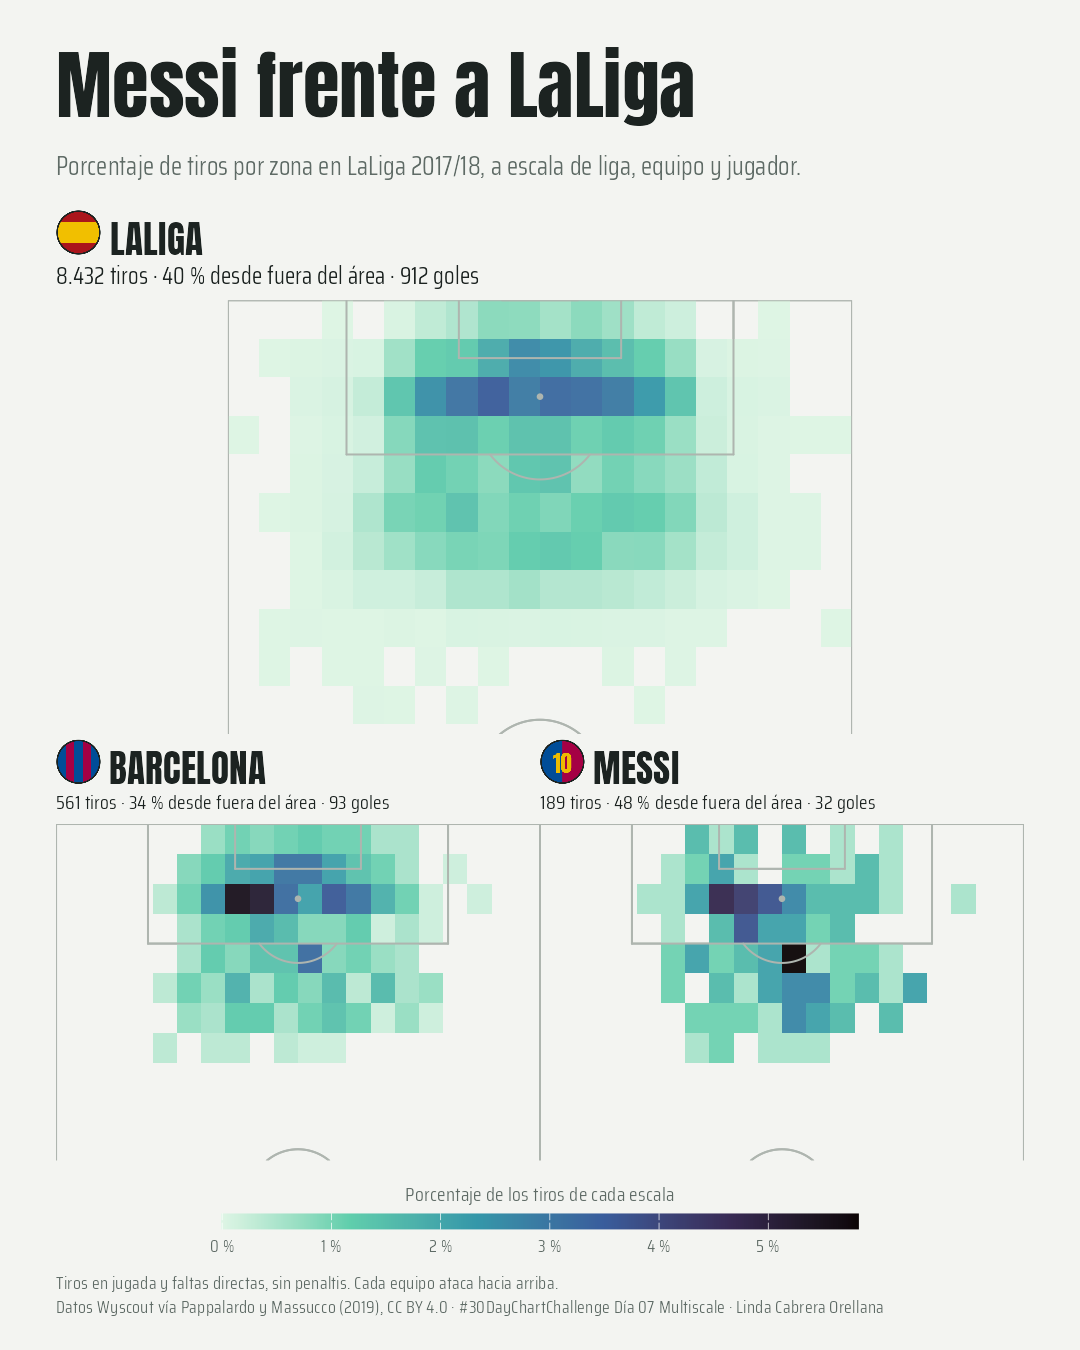 Messi frente a LaLiga
Porcentaje de tiros por zona en LaLiga 2017/18, a escala de liga, equipo y jugador.
LALIGA
8.432 tiros · 40 % desde fuera del área · 912 goles
BARCELONA
561 tiros · 34 % desde fuera del área · 93 goles
10 MESSI
189 tiros · 48 % desde fuera del área · 32 goles
Porcentaje de los tiros de cada escala
0 % 1 % 2 % 3 % 4 % 5 %
Tiros en jugada y faltas directas, sin penaltis. Cada equipo ataca hacia arriba.
Datos Wyscout vía Pappalardo y Massucco (2019), CC BY 4.0 · #30DayChartChallenge Día 07 Multiscale · Linda Cabrera Orellana